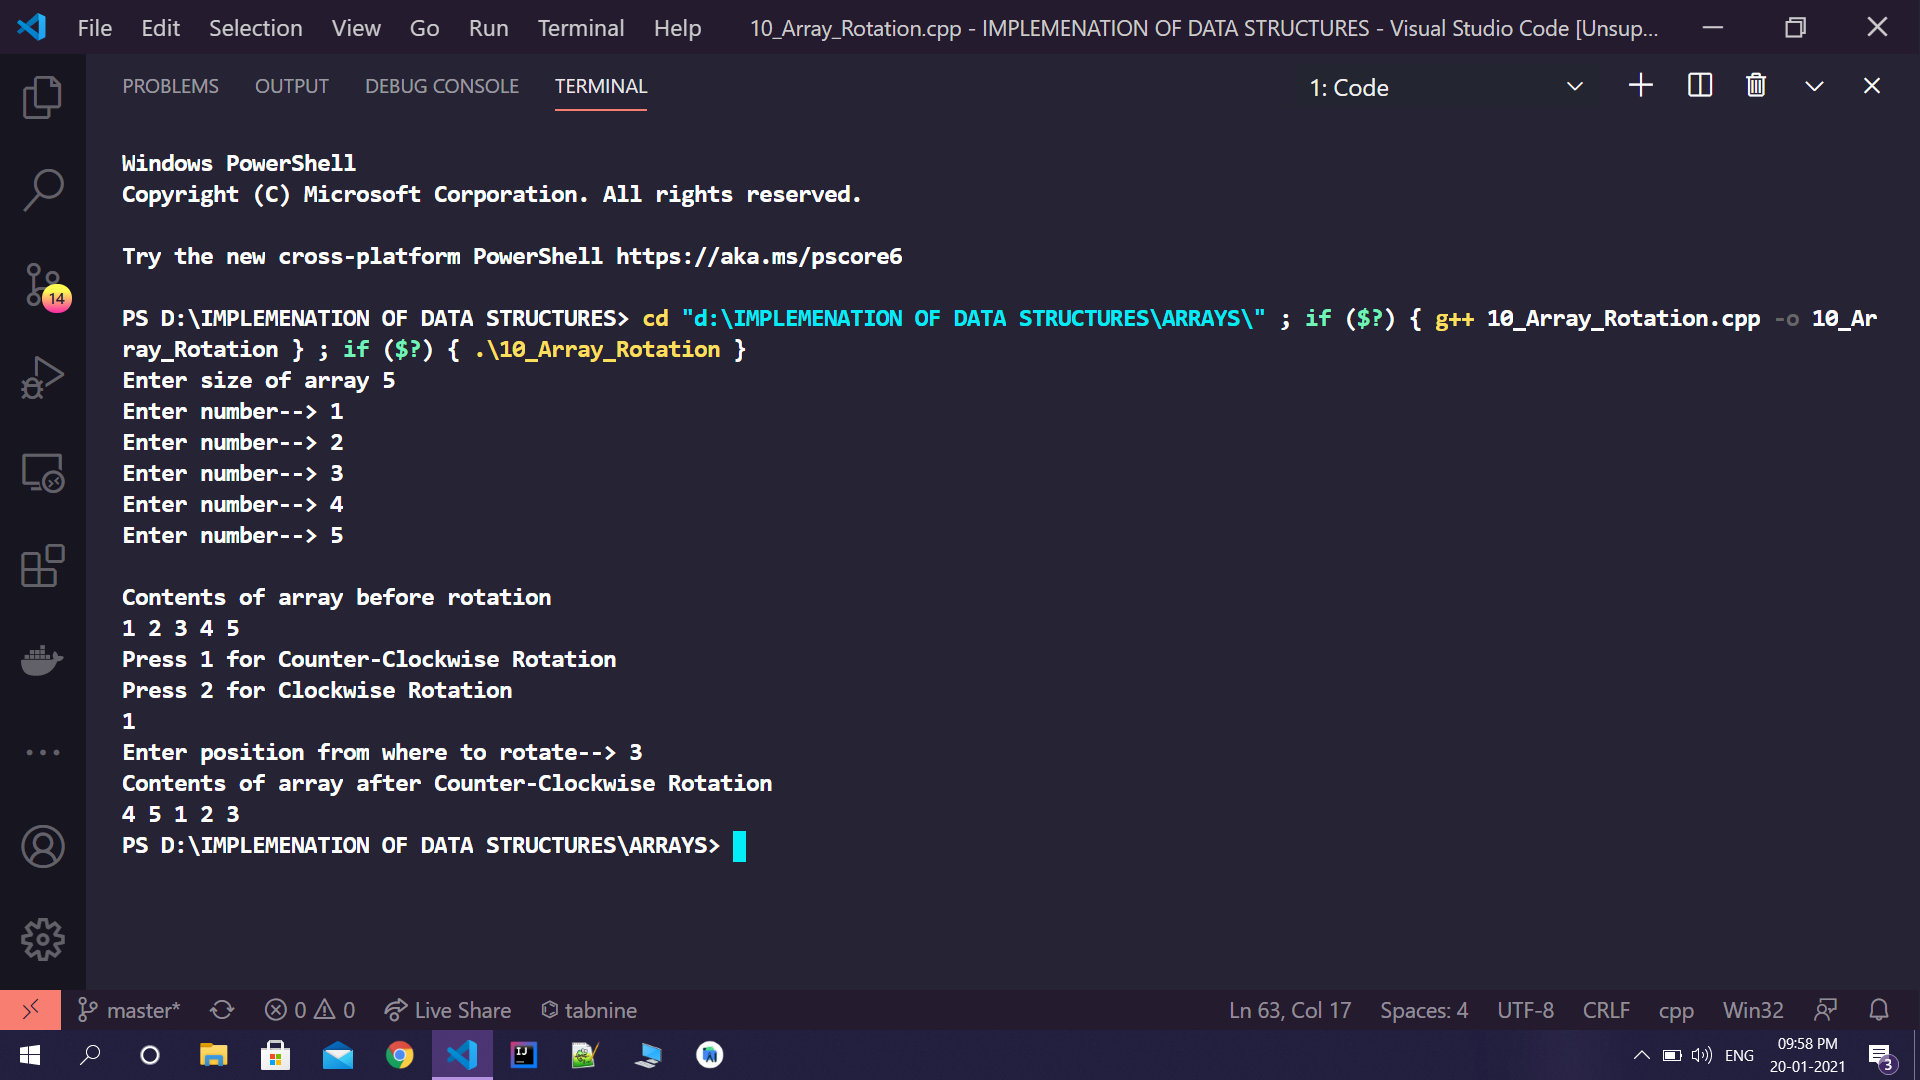 File Edit Selection View Go Run Terminal Help 10_Array_Rotation.cpp - IMPLEMENATION OF DATA STRUCTURES - Visual Studio Code [Unsup...
PROBLEMS OUTPUT DEBUG CONSOLE TERMINAL 1: Code
Windows PowerShell
Copyright (C) Microsoft Corporation. All rights reserved.
Try the new cross-platform PowerShell https://aka.ms/pscore6
14
PS D:\IMPLEMENATION OF DATA STRUCTURES> cd "d:\IMPLEMENATION OF DATA STRUCTURES\ARRAYS\" ; if ($?) { g++ 10_Array_Rotation.cpp -o 10_Ar
ray_Rotation } ; if ($?) { .\10_Array_Rotation }
Enter size of array 5
Enter number--> 1
Enter number--> 2
Enter number--> 3
Enter number--> 4
Enter number--> 5
Contents of array before rotation
1 2 3 4 5
Press 1 for Counter-Clockwise Rotation
Press 2 for Clockwise Rotation
1
Enter position from where to rotate--> 3
Contents of array after Counter-Clockwise Rotation
4 5 1 2 3
PS D:\IMPLEMENATION OF DATA STRUCTURES\ARRAYS>
master* 0 0 Live Share tabnine Ln 63, Col 17 Spaces: 4 UTF-8 CRLF cpp Win32
IJ ENG 09:58 PM
20-01-2021 3